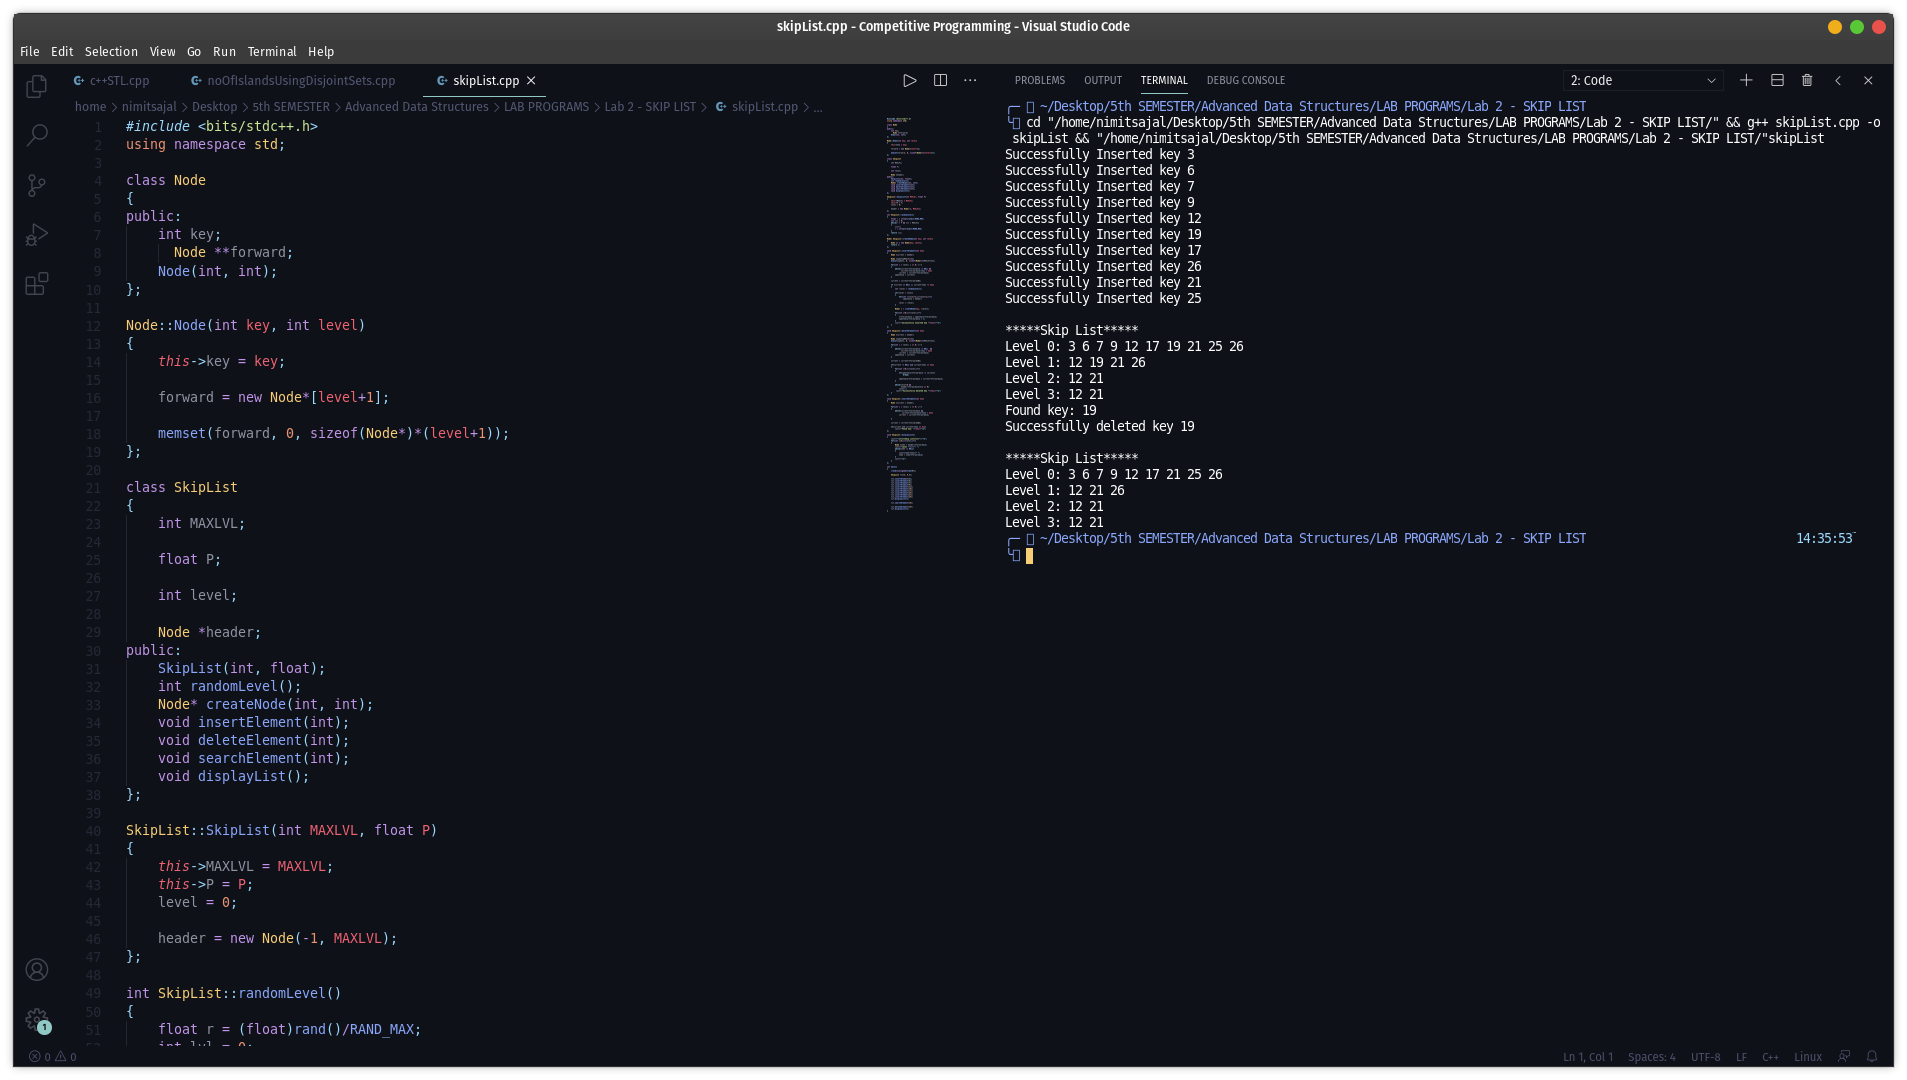 skipList.cpp - Competitive Programming - Visual Studio Code
File Edit Selection View Go Run Terminal Help
c++STL.cpp noOfIslandsUsingDisjointSets.cpp skipList.cpp
home > nimitsajal > Desktop > 5th SEMESTER > Advanced Data Structures > LAB PROGRAMS > Lab 2 - SKIP LIST > skipList.cpp > ...
1 #include <bits/stdc++.h>
2 using namespace std;
3
4 class Node
5 {
6 public:
7     int key;
8       Node **forward;
9     Node(int, int);
10 };
11
12 Node::Node(int key, int level)
13 {
14     this->key = key;
15
16     forward = new Node*[level+1];
17
18     memset(forward, 0, sizeof(Node*)*(level+1));
19 };
20
21 class SkipList
22 {
23     int MAXLVL;
24
25     float P;
26
27     int level;
28
29     Node *header;
30 public:
31     SkipList(int, float);
32     int randomLevel();
33     Node* createNode(int, int);
34     void insertElement(int);
35     void deleteElement(int);
36     void searchElement(int);
37     void displayList();
38 };
39
40 SkipList::SkipList(int MAXLVL, float P)
41 {
42     this->MAXLVL = MAXLVL;
43     this->P = P;
44     level = 0;
45
46     header = new Node(-1, MAXLVL);
47 };
48
49 int SkipList::randomLevel()
50 {
51     float r = (float)rand()/RAND_MAX;
52     int lvl = 0;
PROBLEMS OUTPUT TERMINAL DEBUG CONSOLE 2: Code
~/Desktop/5th SEMESTER/Advanced Data Structures/LAB PROGRAMS/Lab 2 - SKIP LIST
cd "/home/nimitsajal/Desktop/5th SEMESTER/Advanced Data Structures/LAB PROGRAMS/Lab 2 - SKIP LIST/" && g++ skipList.cpp -o
skipList && "/home/nimitsajal/Desktop/5th SEMESTER/Advanced Data Structures/LAB PROGRAMS/Lab 2 - SKIP LIST/"skipList
Successfully Inserted key 3
Successfully Inserted key 6
Successfully Inserted key 7
Successfully Inserted key 9
Successfully Inserted key 12
Successfully Inserted key 19
Successfully Inserted key 17
Successfully Inserted key 26
Successfully Inserted key 21
Successfully Inserted key 25

*****Skip List*****
Level 0: 3 6 7 9 12 17 19 21 25 26
Level 1: 12 19 21 26
Level 2: 12 21
Level 3: 12 21
Found key: 19
Successfully deleted key 19

*****Skip List*****
Level 0: 3 6 7 9 12 17 21 25 26
Level 1: 12 21 26
Level 2: 12 21
Level 3: 12 21
~/Desktop/5th SEMESTER/Advanced Data Structures/LAB PROGRAMS/Lab 2 - SKIP LIST 14:35:53
1
0 0 Ln 1, Col 1 Spaces: 4 UTF-8 LF C++ Linux